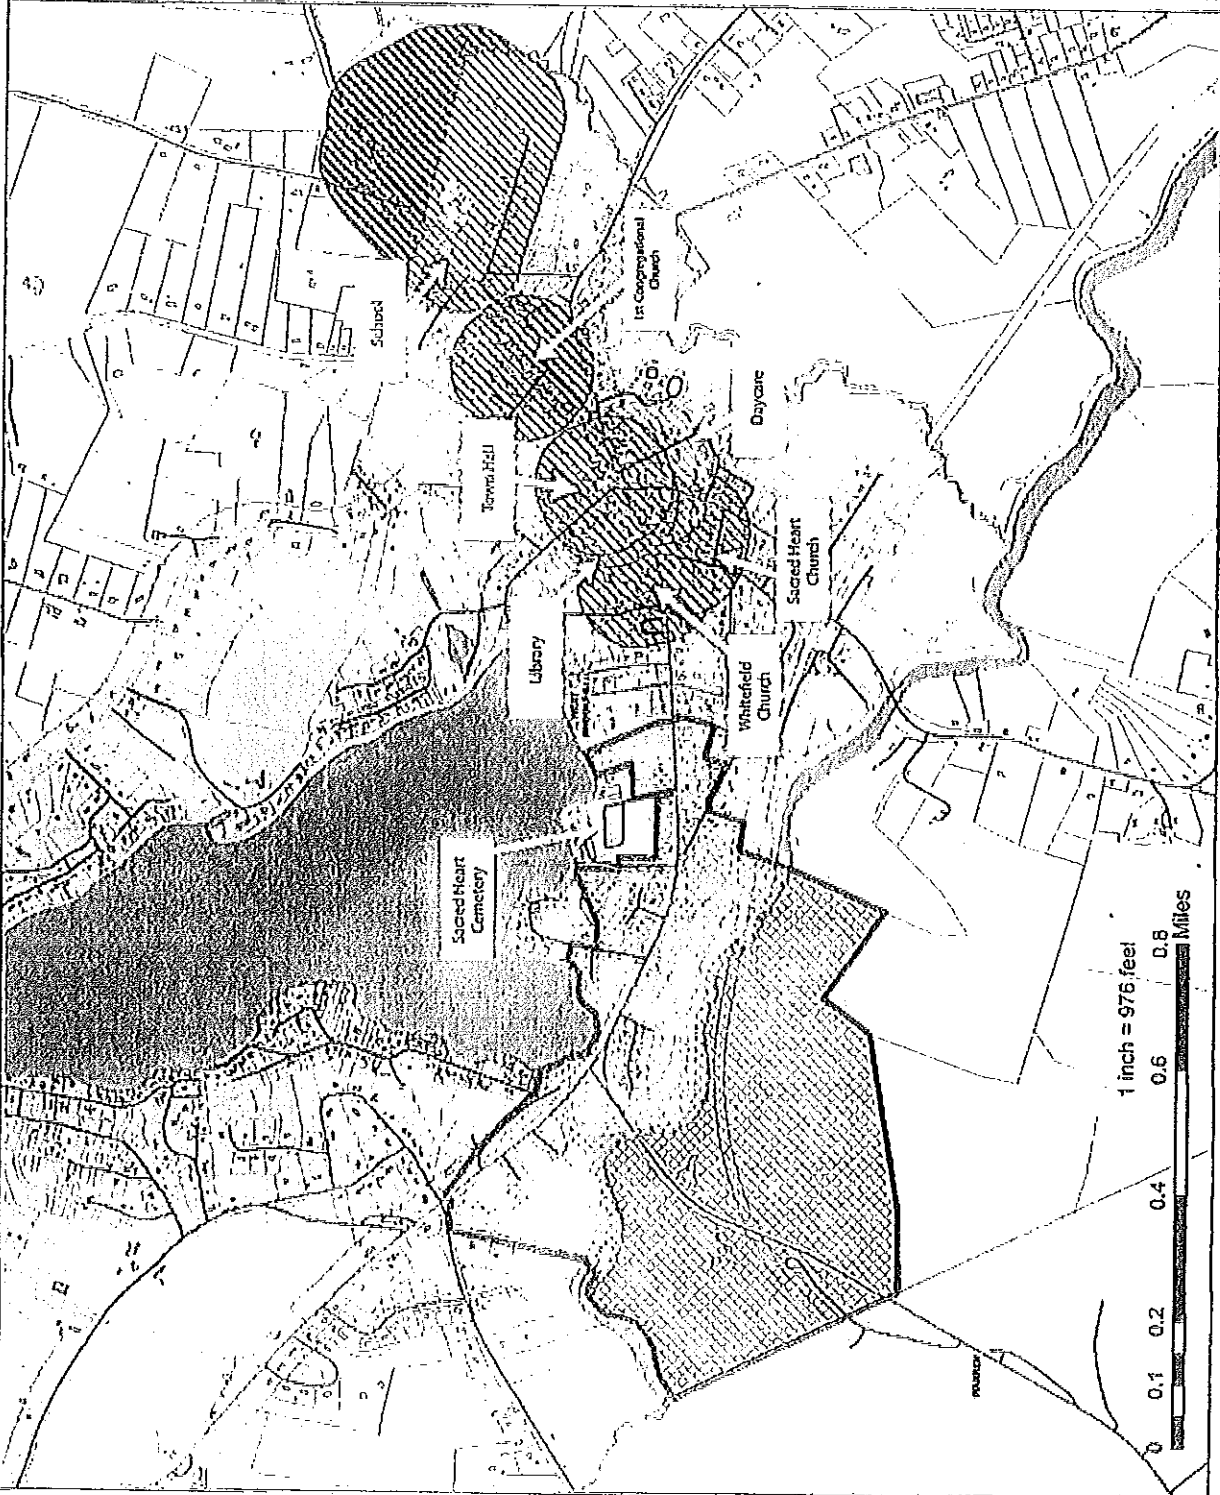 School
1st Congregational
Church
Town Hall
Daycare
Library
Sacred Heart
Church
Whitefield
Church
Sacred Heart
Cemetery
1 inch = 976 feet
0 0.1 0.2 0.4 0.6 0.8
Miles